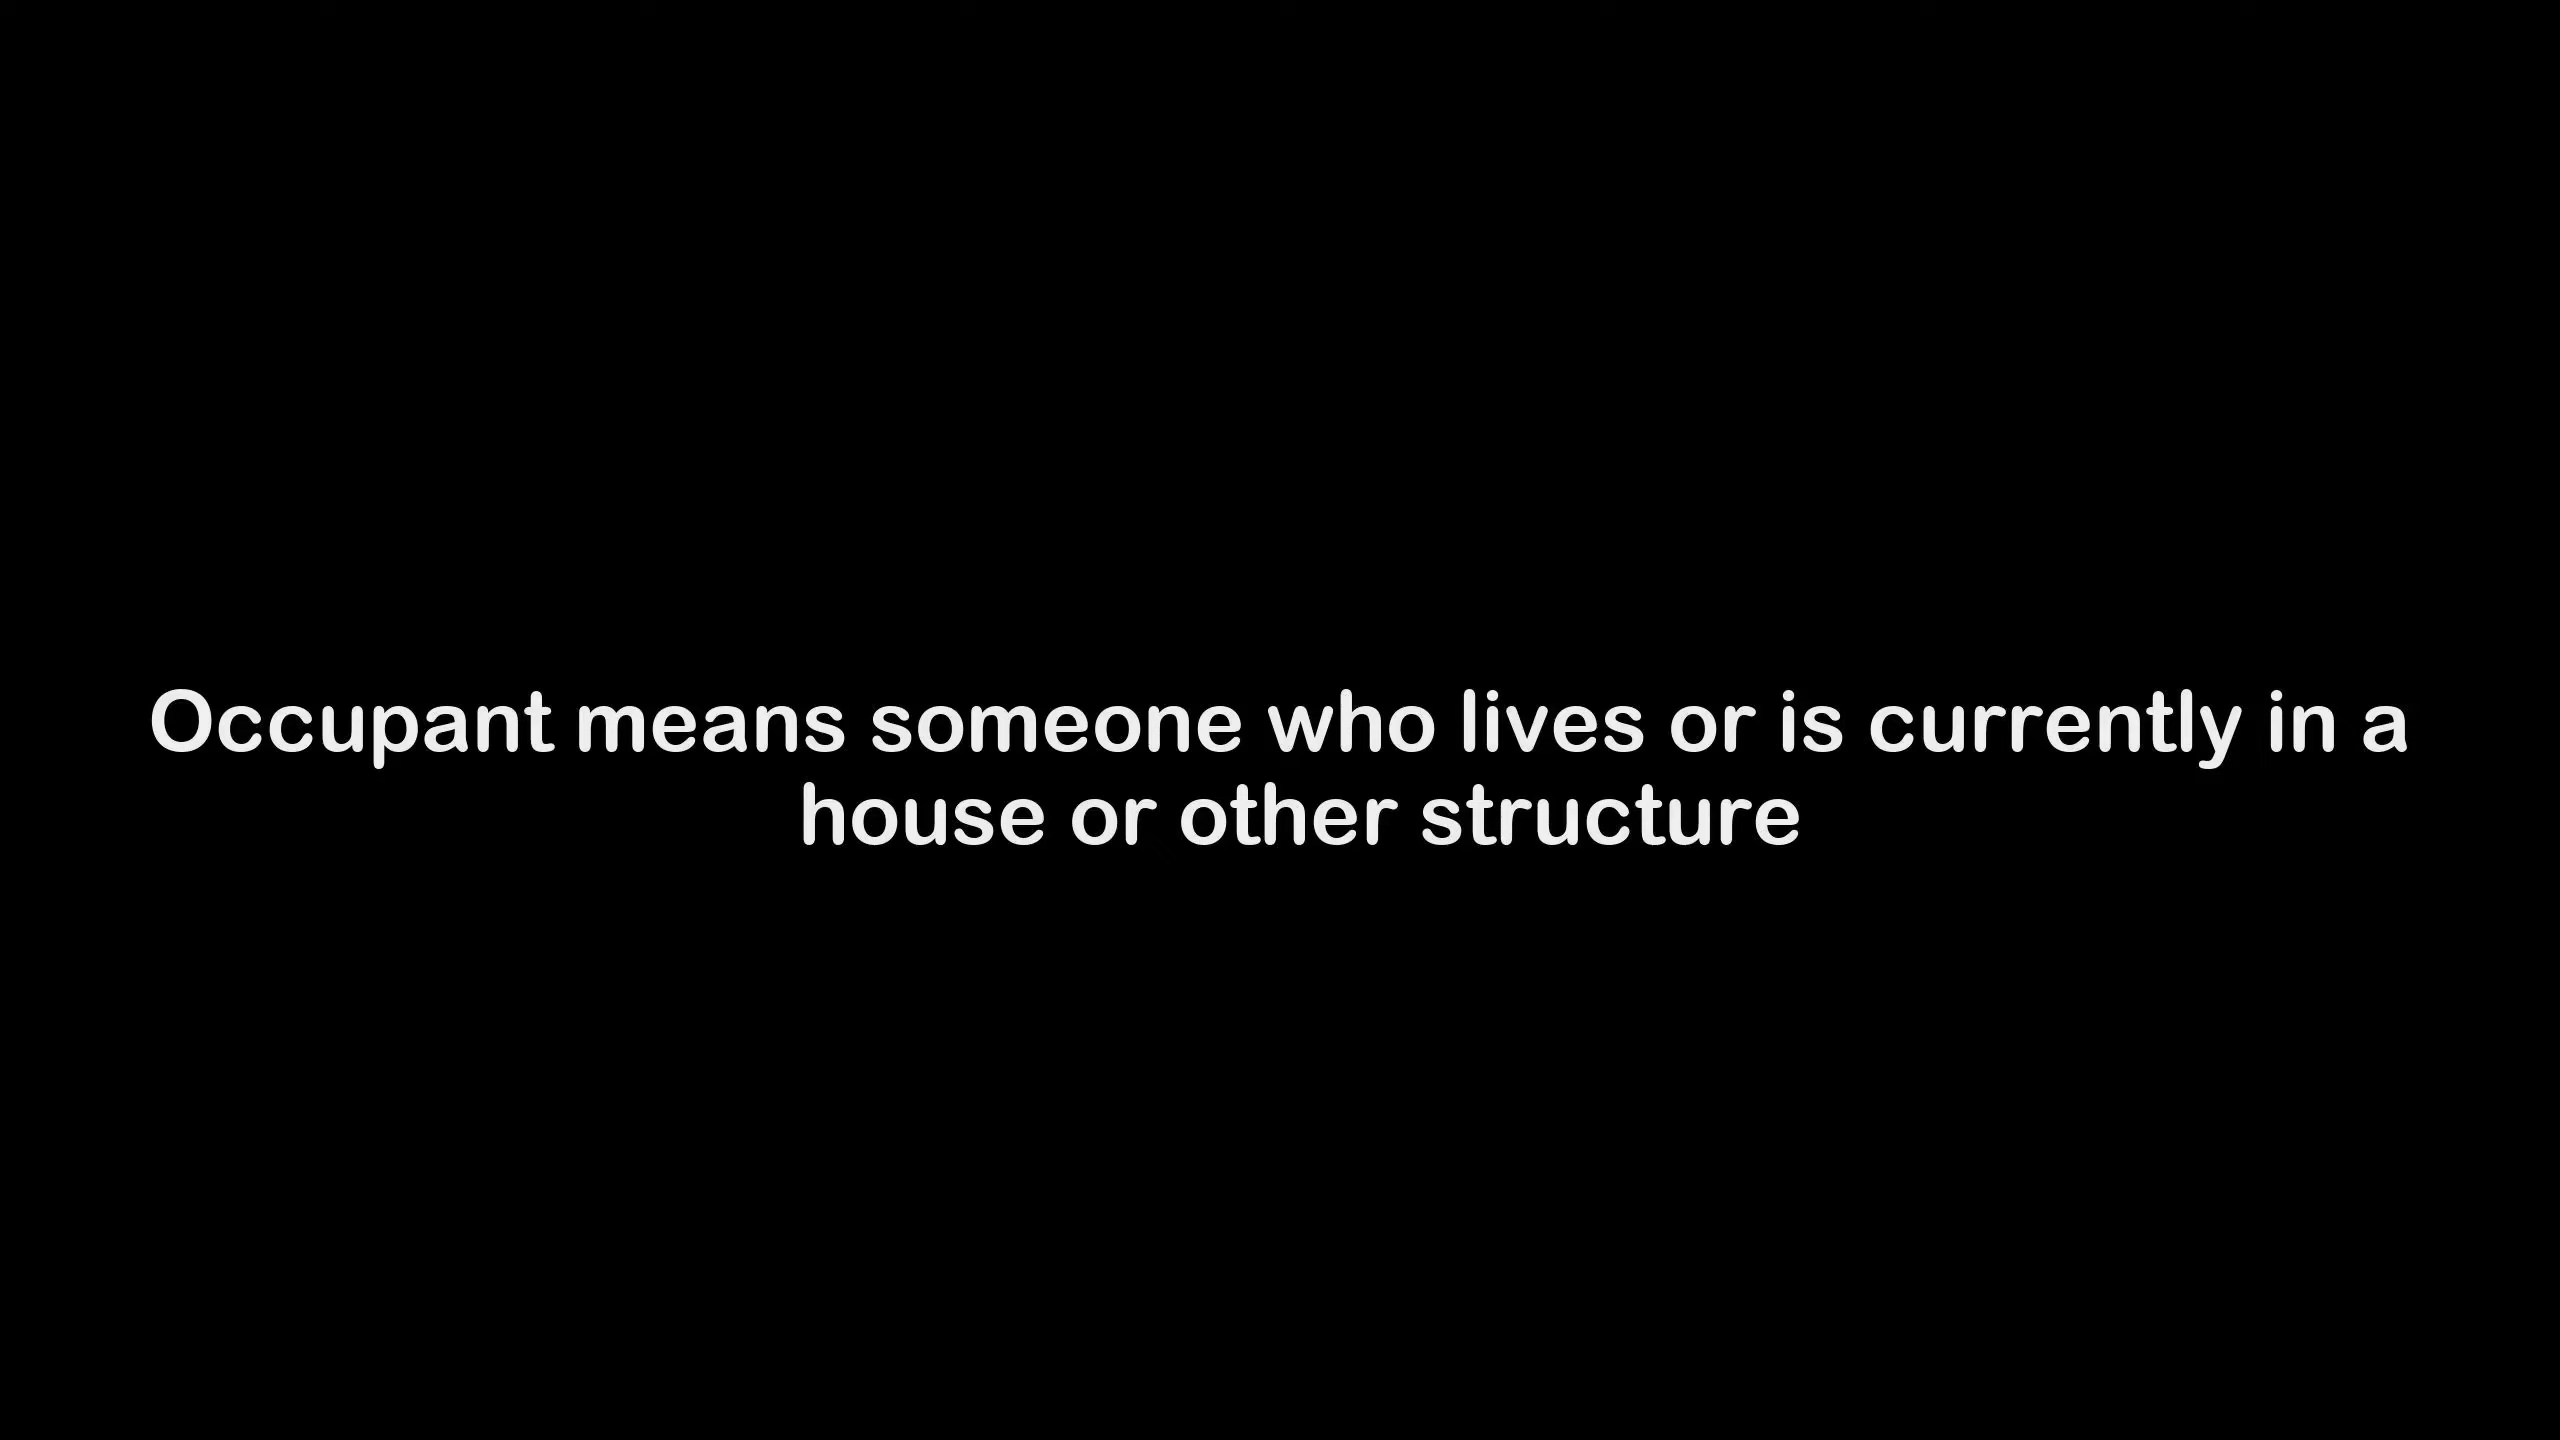 Occupant means someone who lives or is currently in a
house or other structure